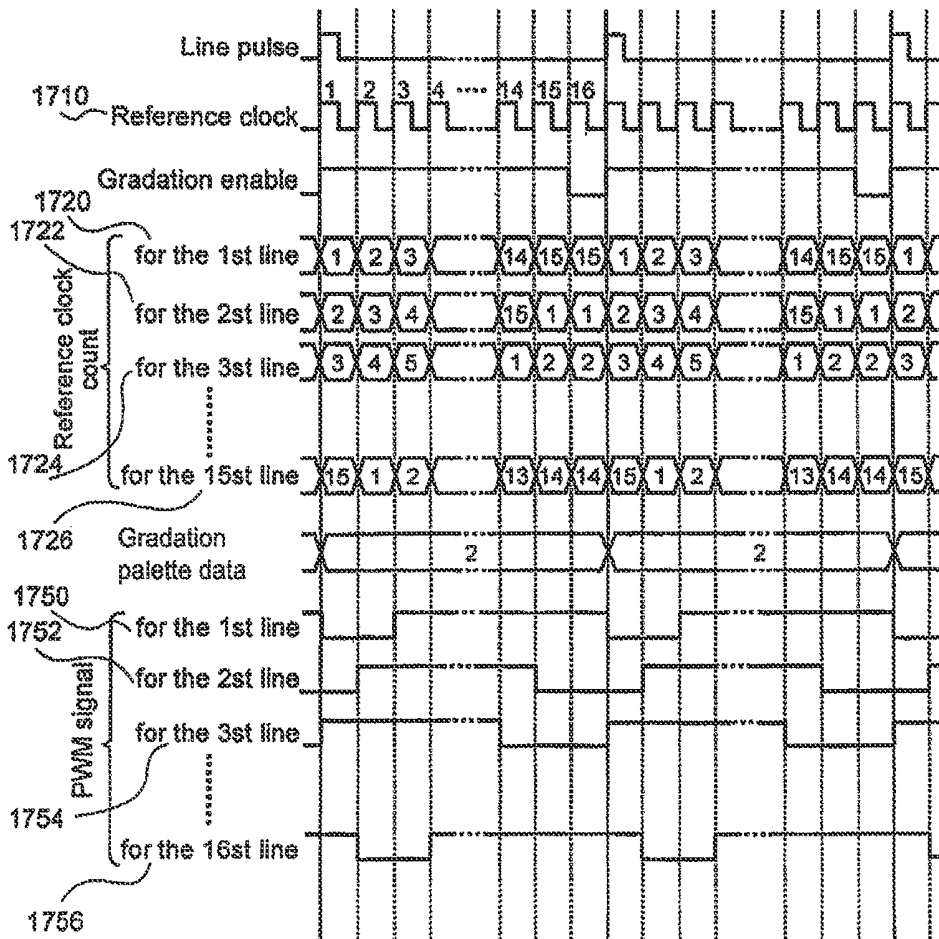 Line pulse
1 2 3 4 14 15 16
1710
Reference clock
Gradation enable
1720
1722
for the 1st line 1 2 3 14 15 15 1 2 3 14 15 15 1
for the 2st line 2 3 4 15 1 1 2 3 4 15 1 1 2
Reference clock count
for the 3st line 3 4 5 1 2 2 3 4 5 1 2 2 3
1724
for the 15st line 15 1 2 13 14 14 15 1 2 13 14 14 15
1726
Gradation palette data
2 2
1750
for the 1st line
1752
for the 2st line
PWM signal
for the 3st line
1754
for the 16st line
1756